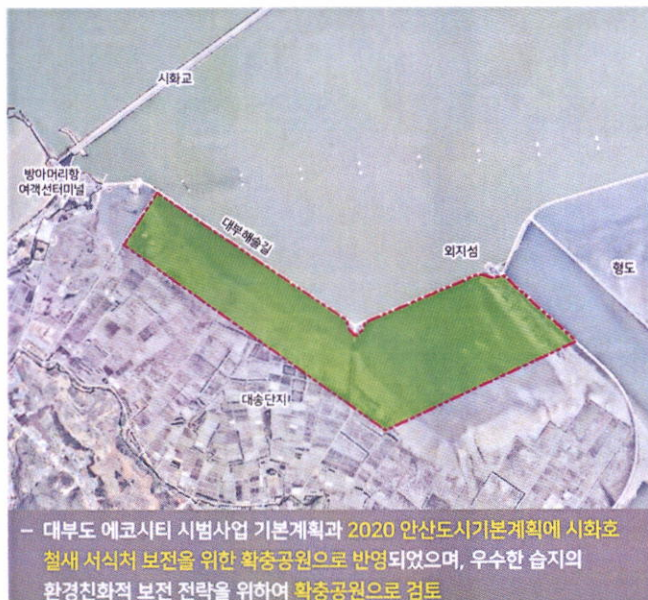 시화교
방아머리항
여객선터미널
대부해솔길
외지섬
형도
대송단지
– 대부도 에코시티 시범사업 기본계획과 2020 안산도시기본계획에 시화호
철새 서식처 보전을 위한 확충공원으로 반영되었으며, 우수한 습지의
환경친화적 보전 전략을 위하여 확충공원으로 검토